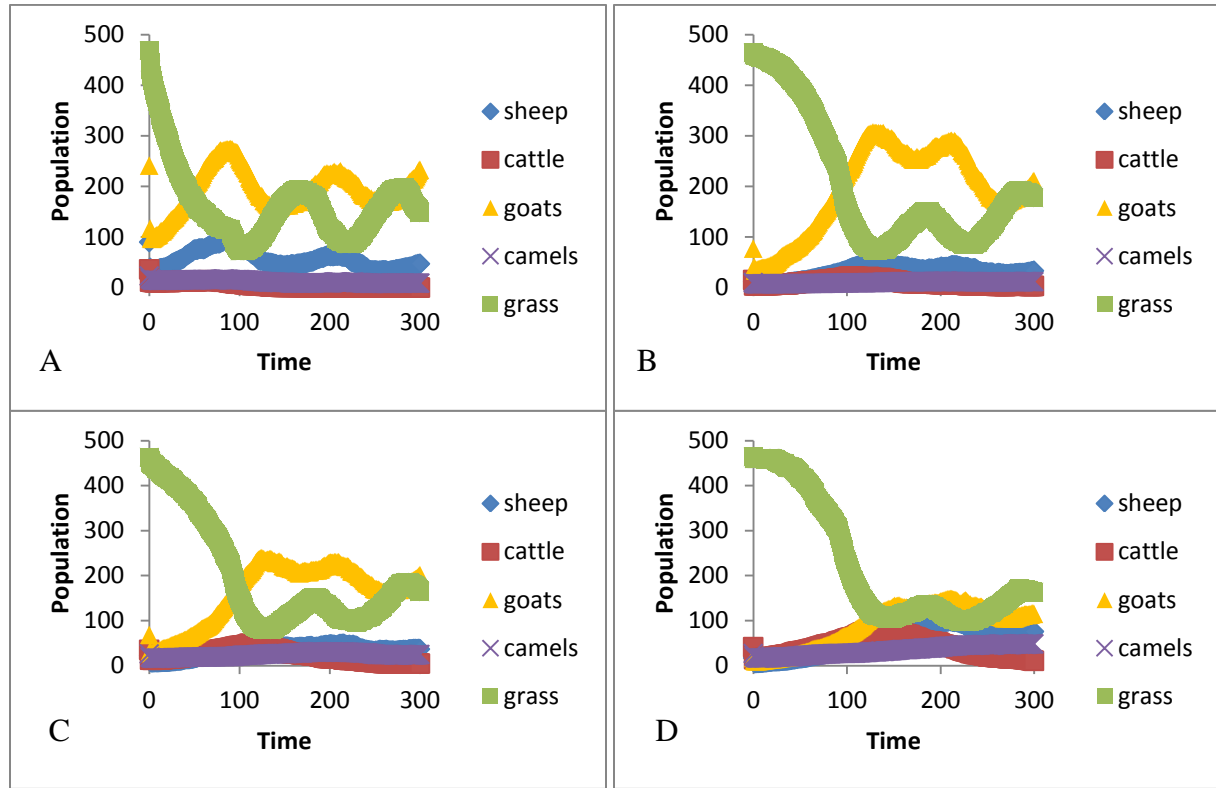 500
400
300
200
100
0
Population
0 100 200 300
Time
sheep
cattle
goats
camels
grass
A
500
400
300
200
100
0
Population
0 100 200 300
Time
sheep
cattle
goats
camels
grass
B
500
400
300
200
100
0
Population
0 100 200 300
Time
sheep
cattle
goats
camels
grass
C
500
400
300
200
100
0
Population
0 100 200 300
Time
sheep
cattle
goats
camels
grass
D